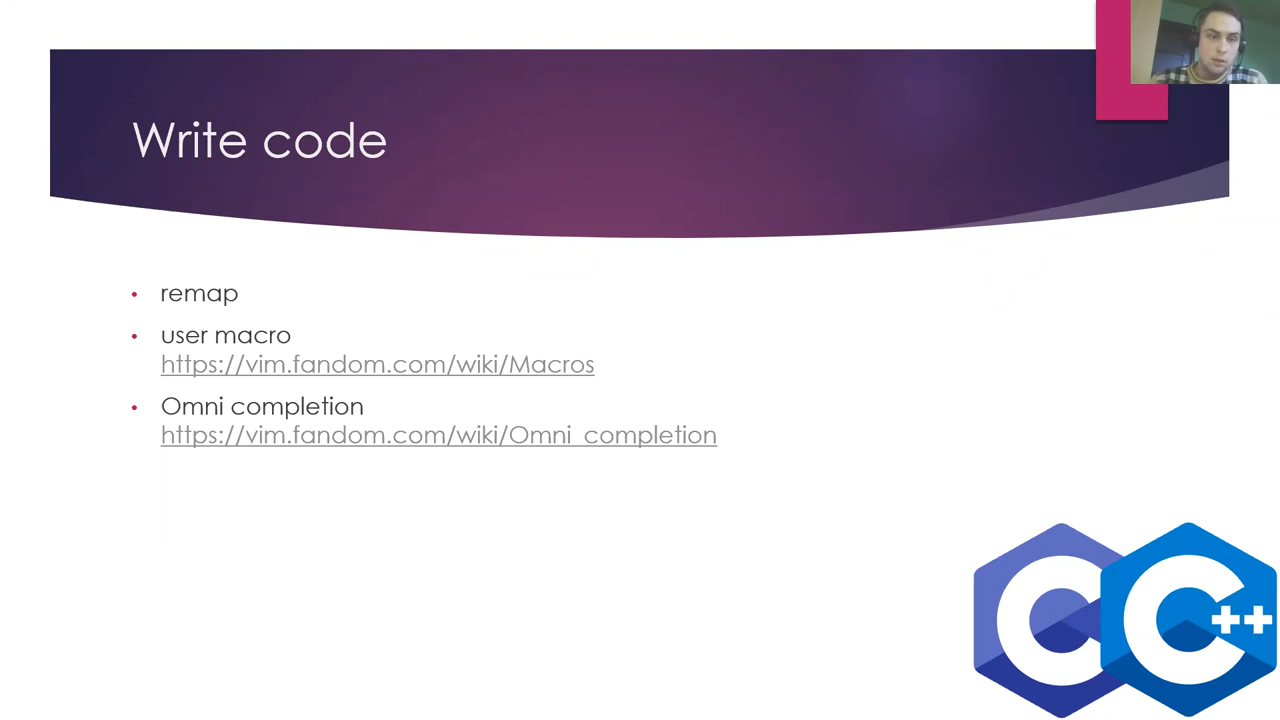 Write code
remap
user macro
https://vim.fandom.com/wiki/Macros
Omni completion
https://vim.fandom.com/wiki/Omni_completion
C C++